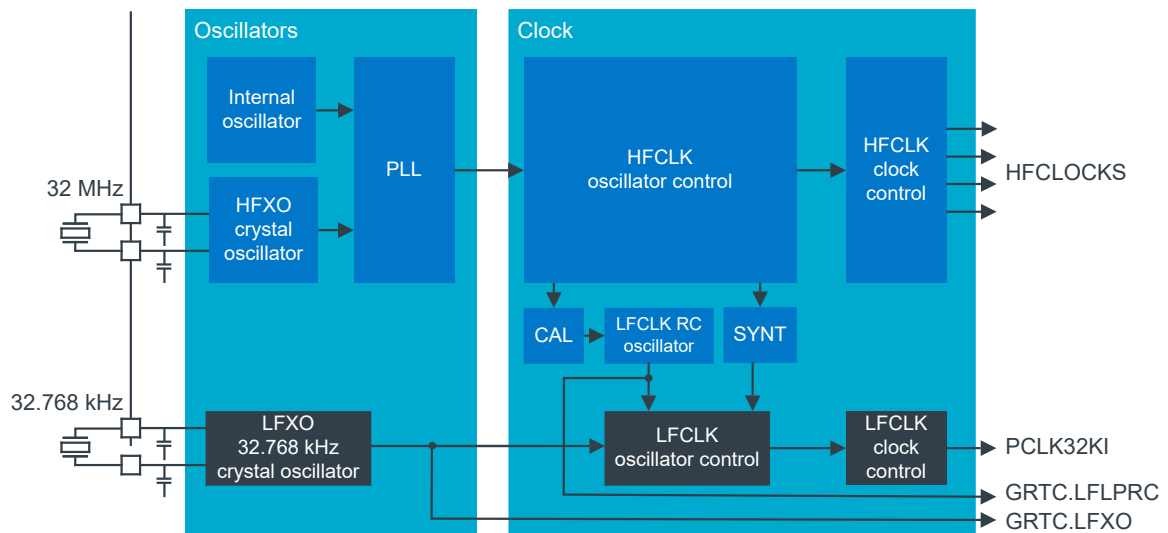 Oscillators
Clock
Internal
oscillator
PLL
HFCLK
oscillator control
HFCLK
clock
control
HFCLOCKS
32 MHz
HFXO
crystal
oscillator
CAL
LFCLK RC
oscillator
SYNT
32.768 kHz
LFXO
32.768 kHz
crystal oscillator
LFCLK
oscillator control
LFCLK
clock
control
PCLK32KI
GRTC.LFLPRC
GRTC.LFXO